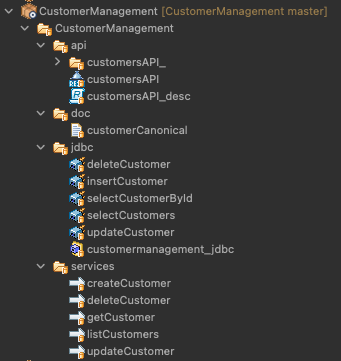 CustomerManagement [CustomerManagement master]
CustomerManagement
api
customersAPI_
customersAPI
customersAPI_desc
doc
customerCanonical
jdbc
deleteCustomer
insertCustomer
selectCustomerById
selectCustomers
updateCustomer
customermanagement_jdbc
services
createCustomer
deleteCustomer
getCustomer
listCustomers
updateCustomer